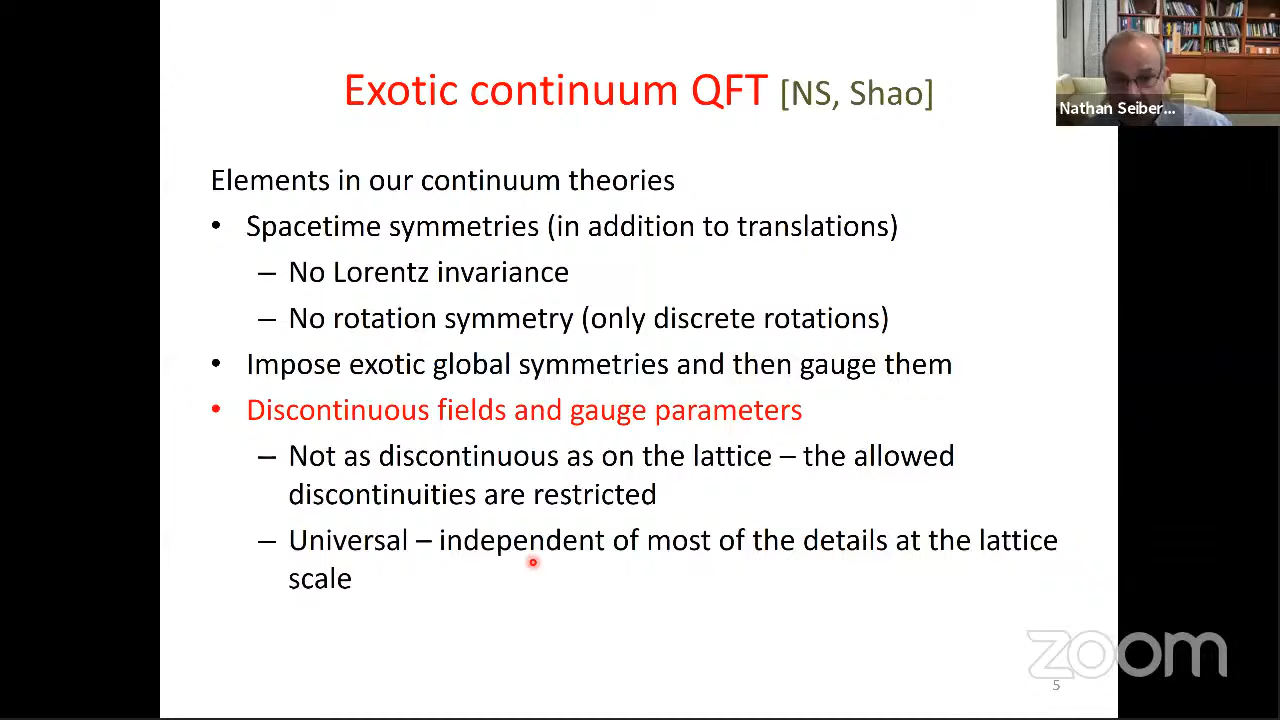 Exotic continuum QFT [NS, Shao]
Nathan Seiber...
Elements in our continuum theories
• Spacetime symmetries (in addition to translations)
– No Lorentz invariance
– No rotation symmetry (only discrete rotations)
• Impose exotic global symmetries and then gauge them
• Discontinuous fields and gauge parameters
– Not as discontinuous as on the lattice – the allowed
discontinuities are restricted
– Universal – independent of most of the details at the lattice
scale
zoom
5